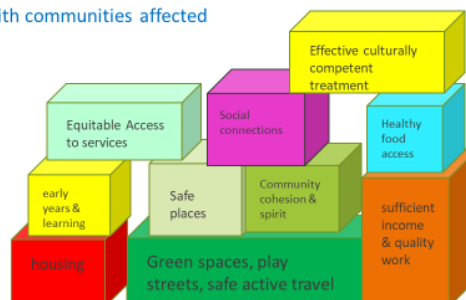 ith communities affected
Effective culturally
competent
treatment
Social
connections
Equitable Access
to services
Healthy
food
access
early
years &
learning
Safe
places
Community
cohesion &
spirit
sufficient
income
& quality
work
housing
Green spaces, play
streets, safe active travel